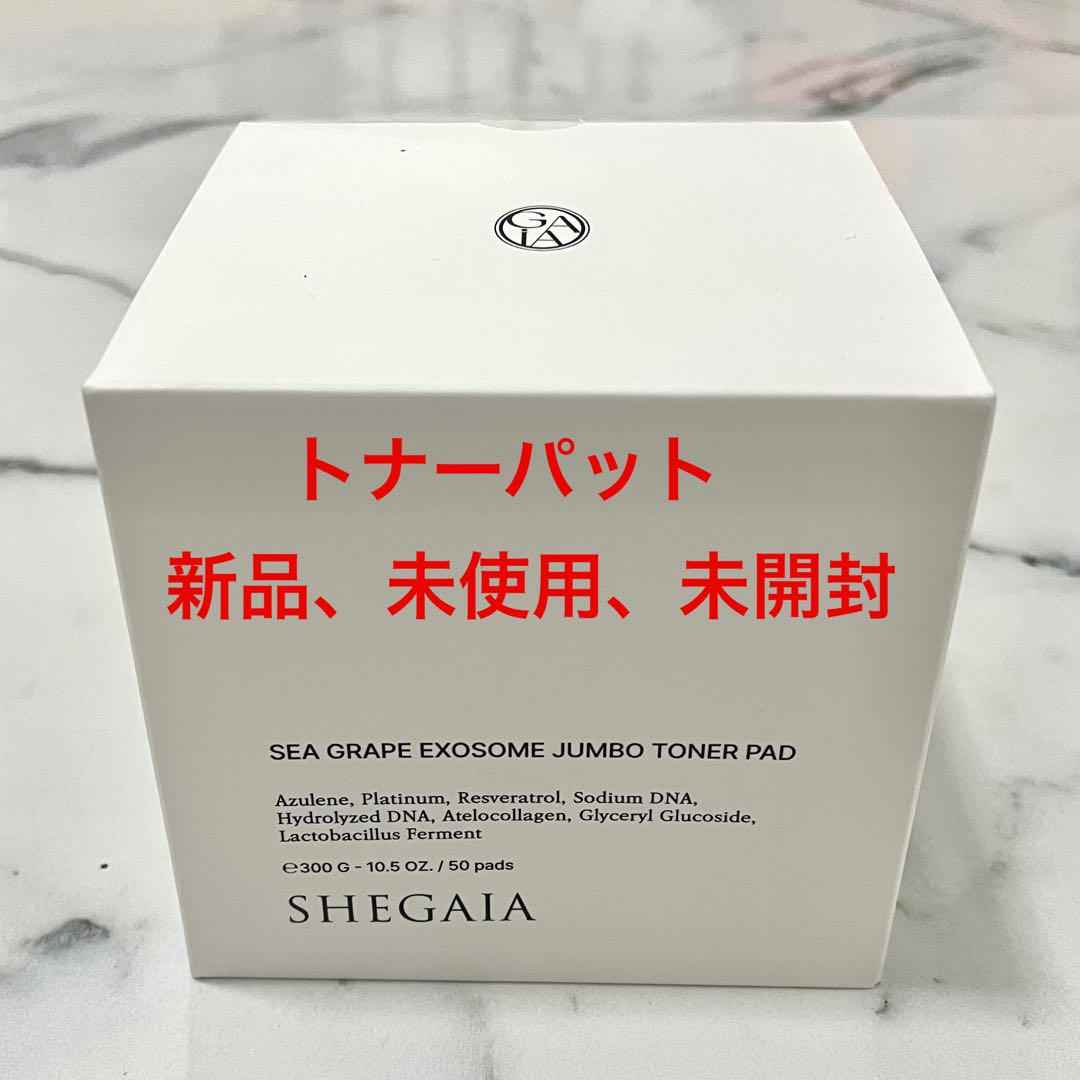 GAiA
トナーパット
新品、未使用、未開封
SEA GRAPE EXOSOME JUMBO TONER PAD
Azulene, Platinum, Resveratrol, Sodium DNA,
Hydrolyzed DNA, Atelocollagen, Glyceryl Glucoside,
Lactobacillus Ferment
℮300 G - 10.5 OZ. / 50 pads
SHEGAIA